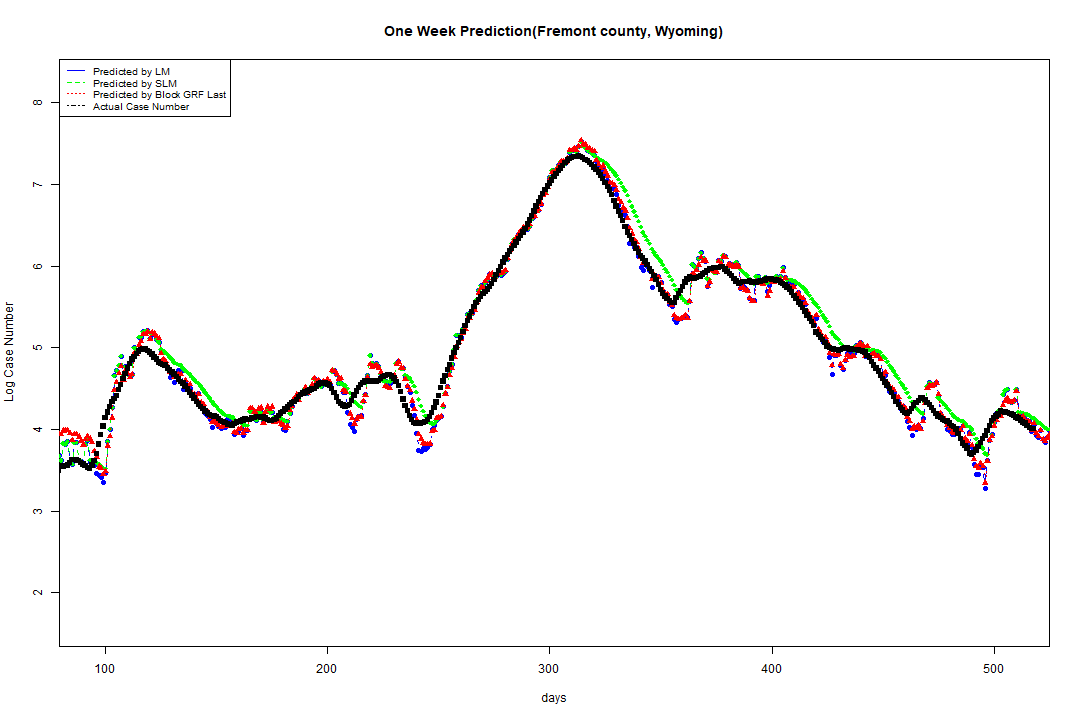 One Week Prediction(Fremont county, Wyoming)
Predicted by LM
Predicted by SLM
Predicted by Block GRF Last
Actual Case Number
8
7
6
5
4
3
2
Log Case Number
100 200 300 400 500
days